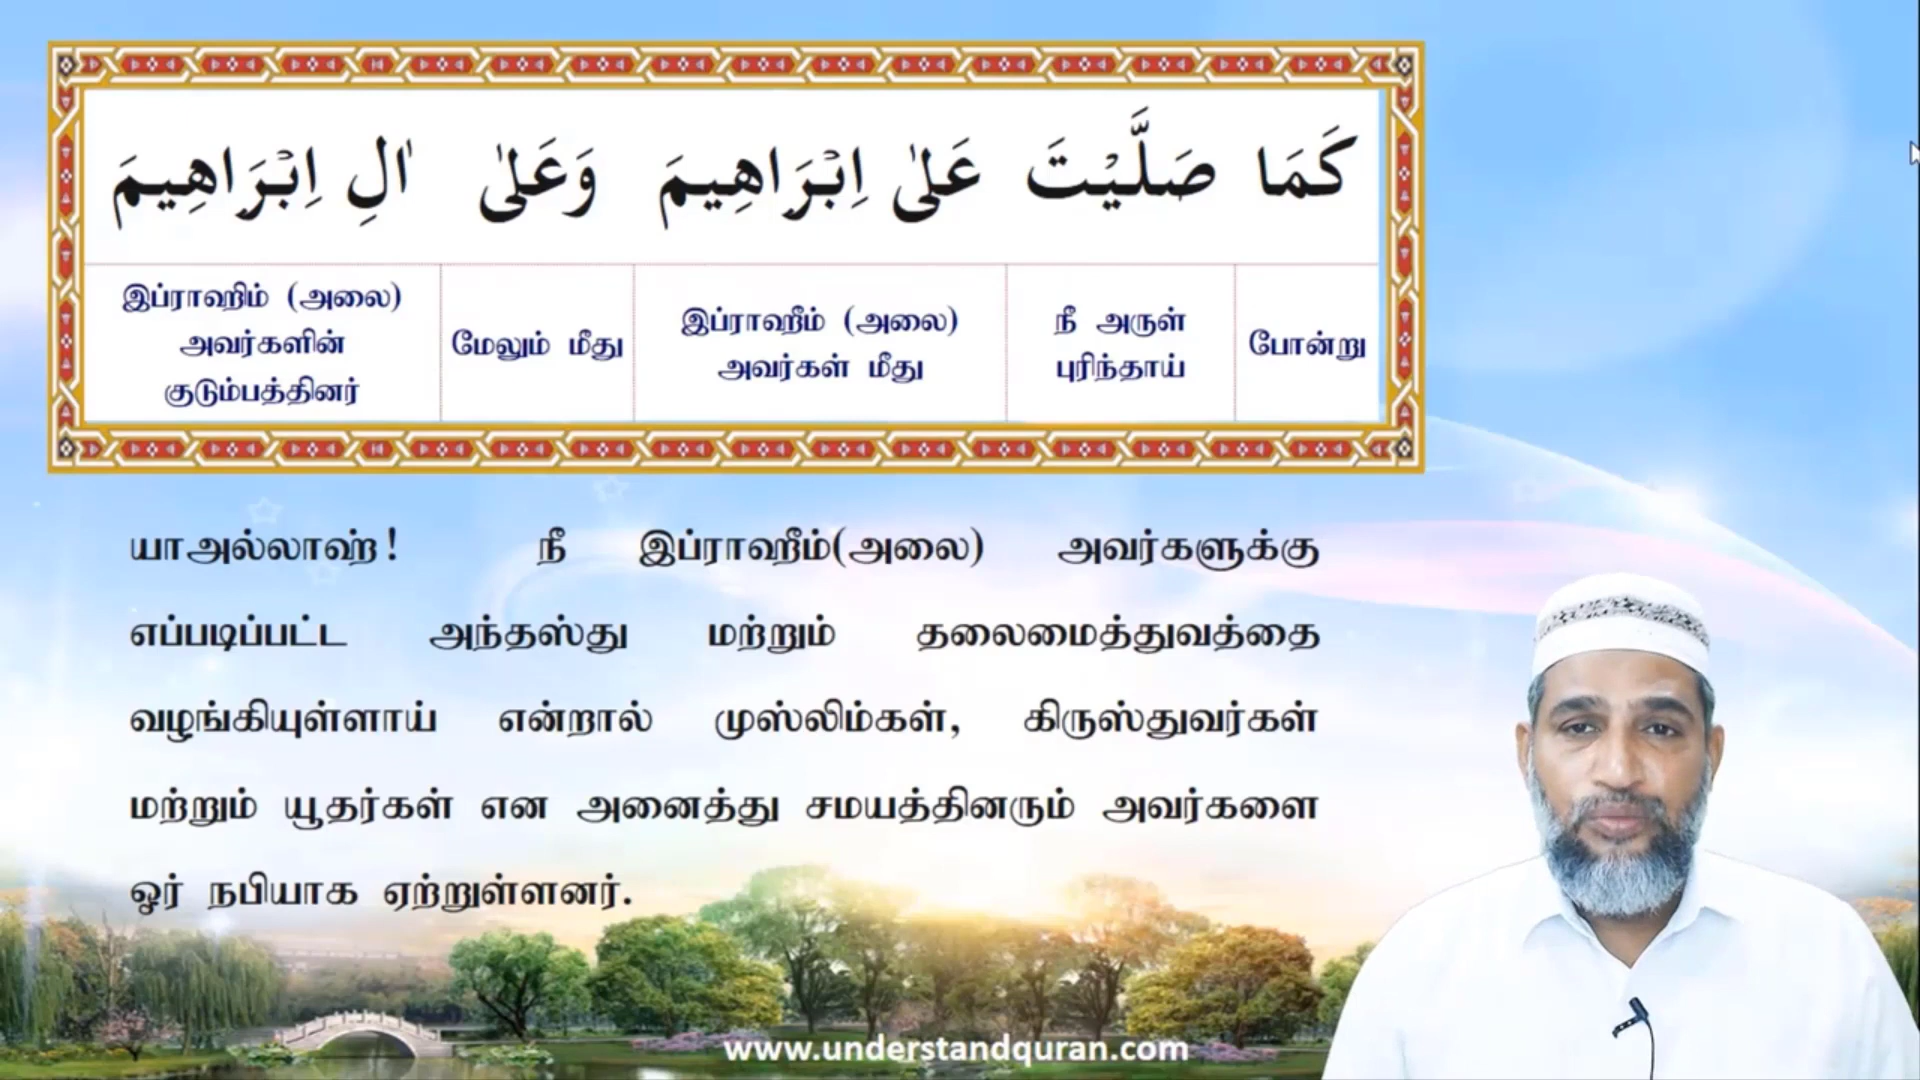 كَمَا صَلَّيْتَ عَلٰى اِبْرَاهِيمَ وَعَلٰى اٰلِ اِبْرَاهِيمَ
போன்று
நீ அருள்
புரிந்தாய்
இப்ராஹீம் (அலை)
அவர்கள் மீது
மேலும் மீது
இப்ராஹிம் (அலை)
அவர்களின்
குடும்பத்தினர்
யாஅல்லாஹ்! நீ இப்ராஹீம்(அலை) அவர்களுக்கு
எப்படிப்பட்ட அந்தஸ்து மற்றும் தலைமைத்துவத்தை
வழங்கியுள்ளாய் என்றால் முஸ்லிம்கள், கிருஸ்துவர்கள்
மற்றும் யூதர்கள் என அனைத்து சமயத்தினரும் அவர்களை
ஓர் நபியாக ஏற்றுள்ளனர்.
www.understandquran.com